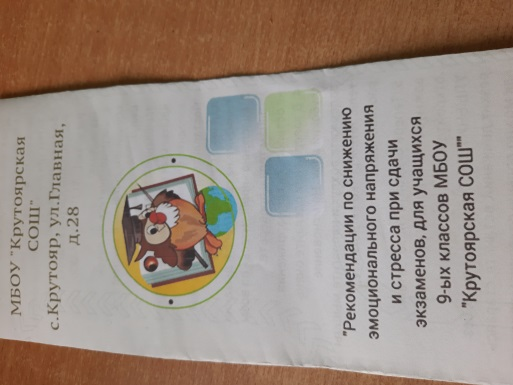 МБОУ "Крутоярская
СОШ"
с.Крутояр, ул.Главная,
д.28
"Рекомендации по снижению
эмоционального напряжения
и стресса при сдачи
экзаменов, для учащихся
9-ых классов МБОУ
"Крутоярская СОШ""